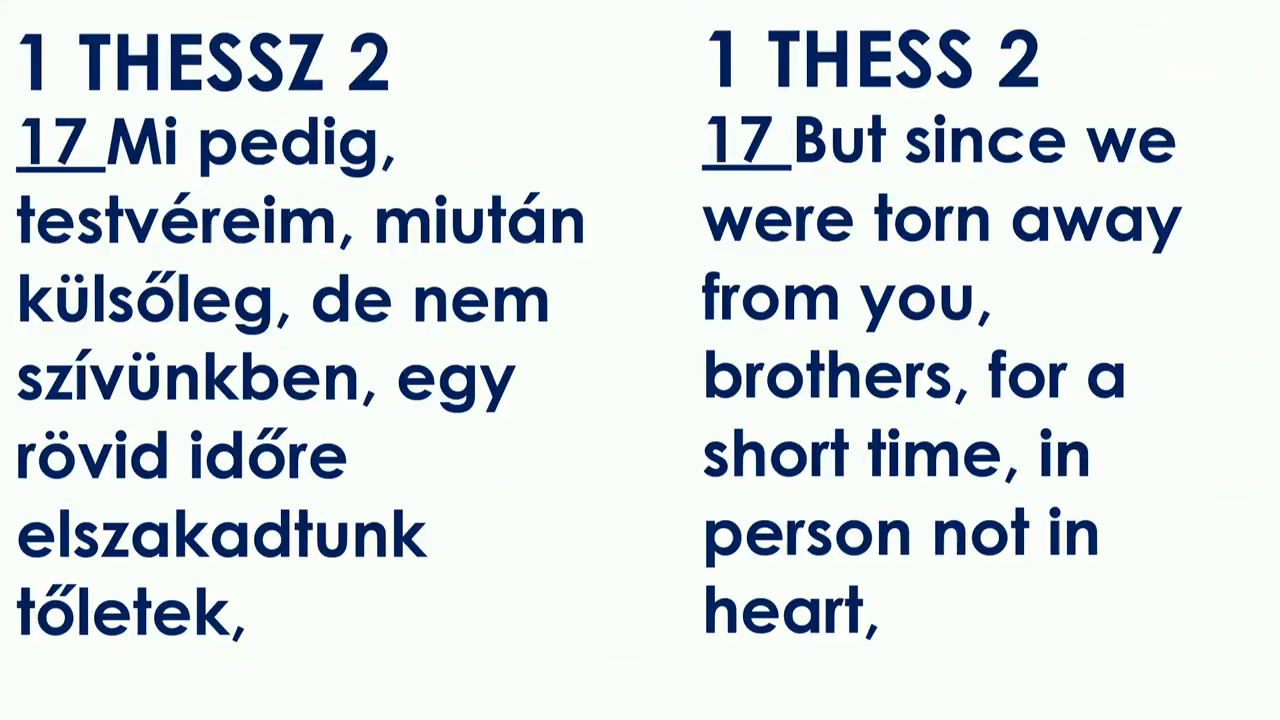 1 THESSZ 2
17 Mi pedig,
testvéreim, miután
külsőleg, de nem
szívünkben, egy
rövid időre
elszakadtunk
tőletek,
1 THESS 2
17 But since we
were torn away
from you,
brothers, for a
short time, in
person not in
heart,